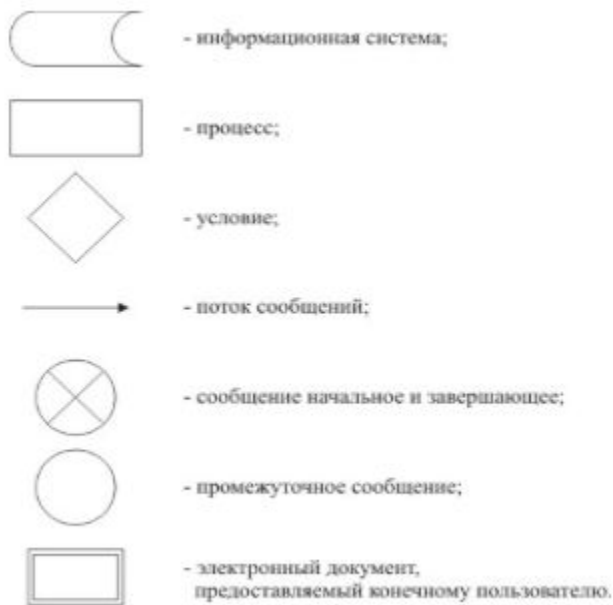 - информационная система;
- процесс;
- условие;
- поток сообщений;
- сообщение начальное и завершающее;
- промежуточное сообщение;
- электронный документ,
предоставляемый конечному пользователю.